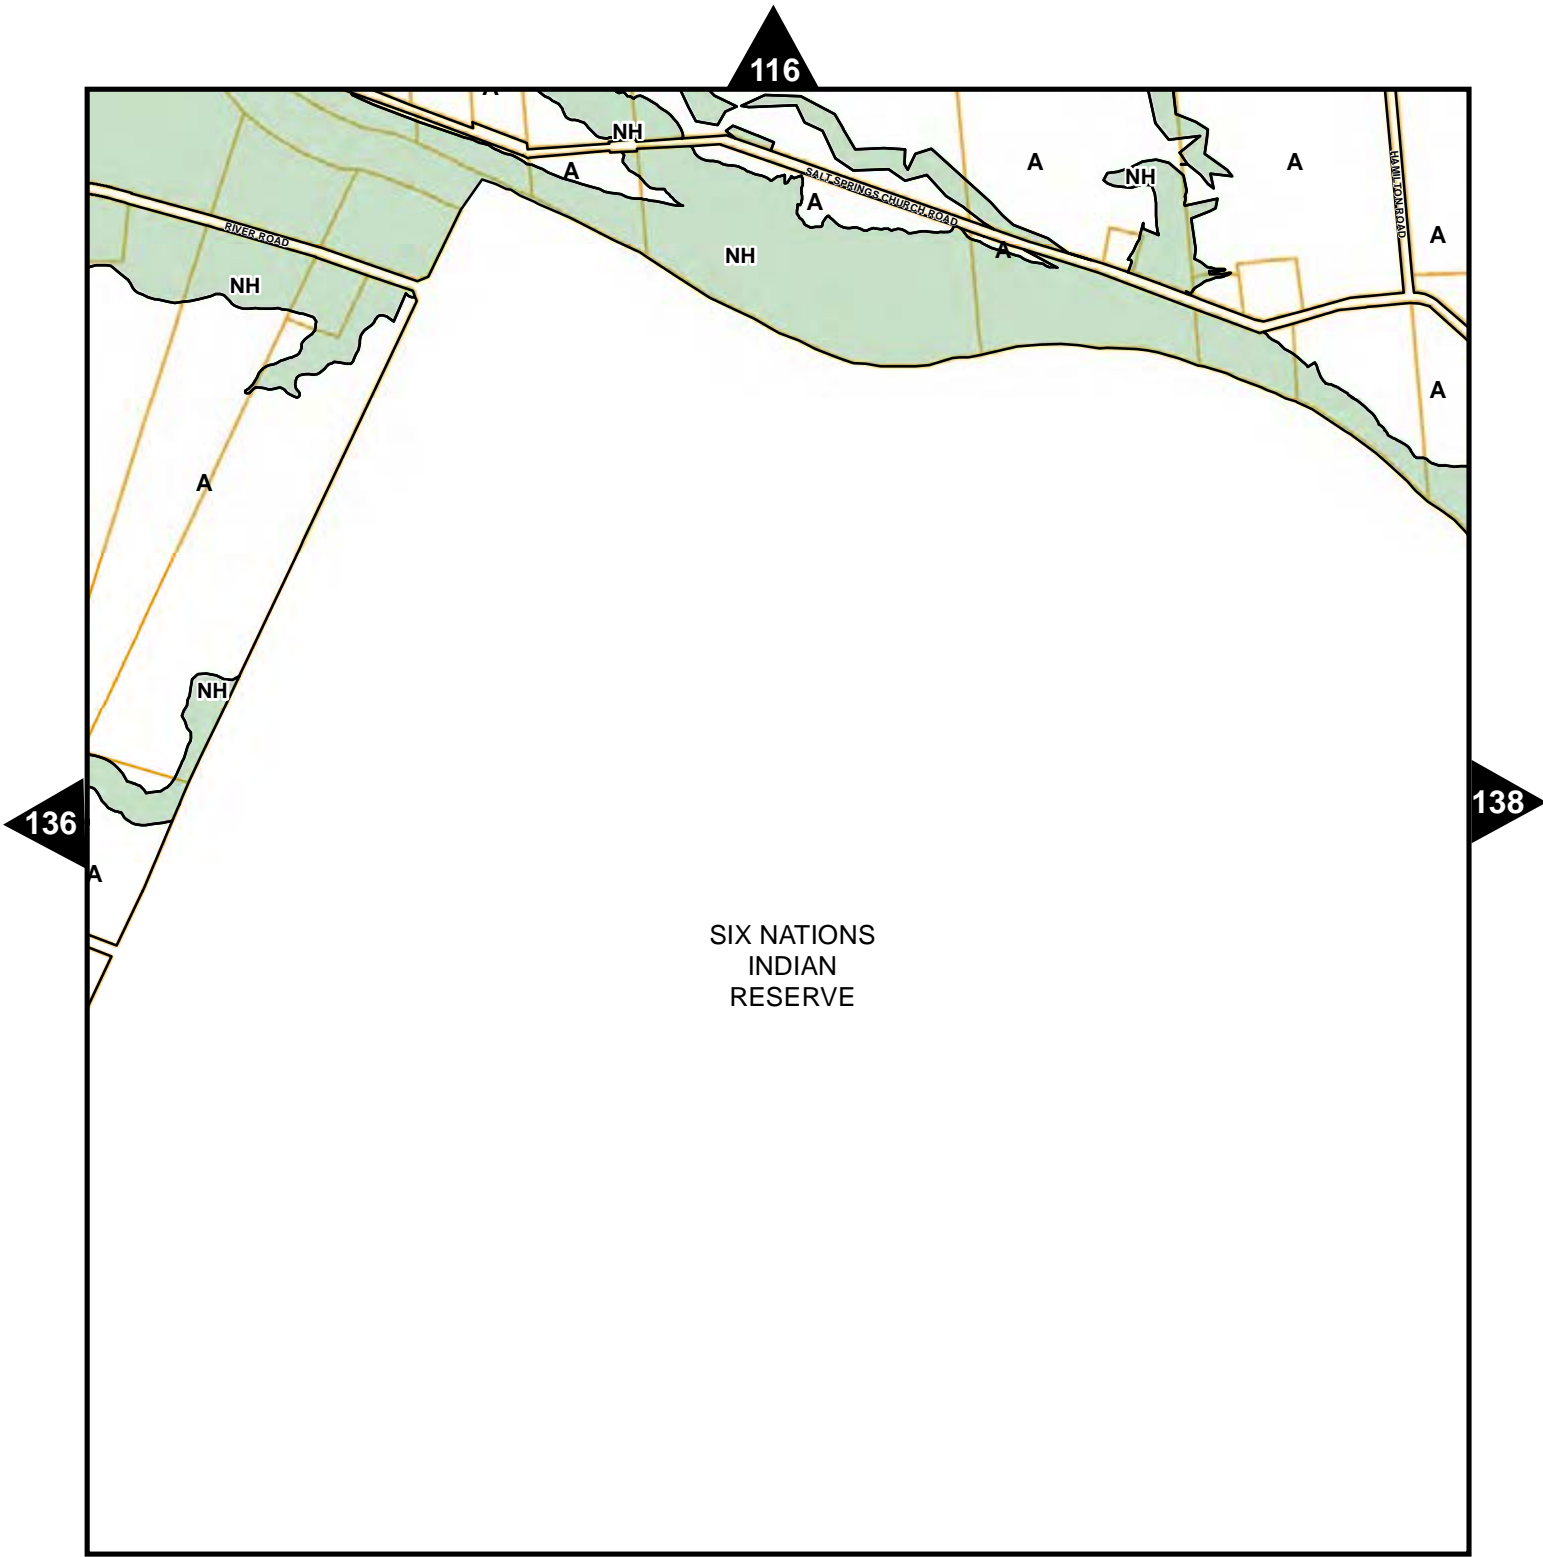 116
A
NH
A
A
A
NH
HAMILTON ROAD
SALT SPRINGS CHURCH ROAD
A
RIVER ROAD
A
A
NH
NH
A
A
NH
136
138
A
SIX NATIONS
INDIAN
RESERVE